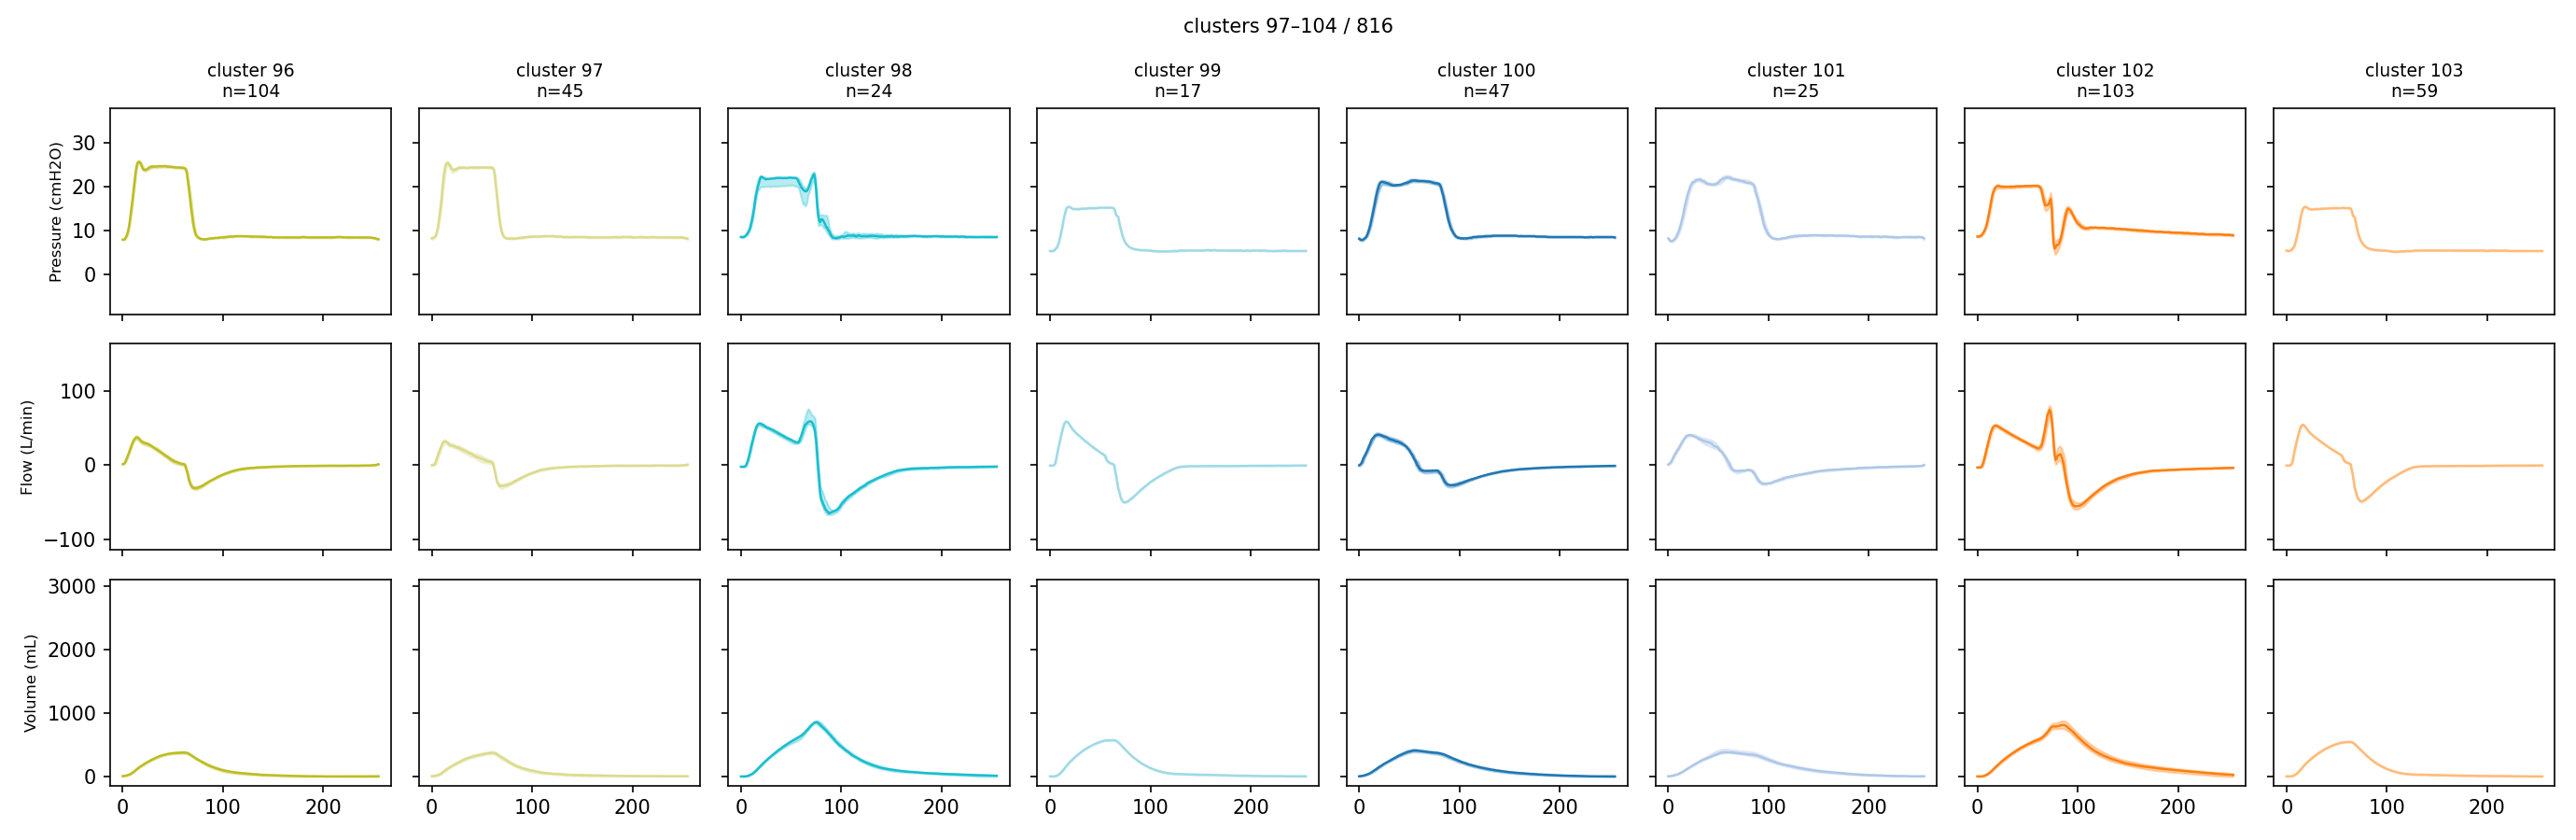 clusters 97–104 / 816
cluster 96
n=104
cluster 97
n=45
cluster 98
n=24
cluster 99
n=17
cluster 100
n=47
cluster 101
n=25
cluster 102
n=103
cluster 103
n=59
Pressure (cmH2O)
30
20
10
0
Flow (L/min)
100
0
−100
Volume (mL)
3000
2000
1000
0
0 100 200
0 100 200
0 100 200
0 100 200
0 100 200
0 100 200
0 100 200
0 100 200